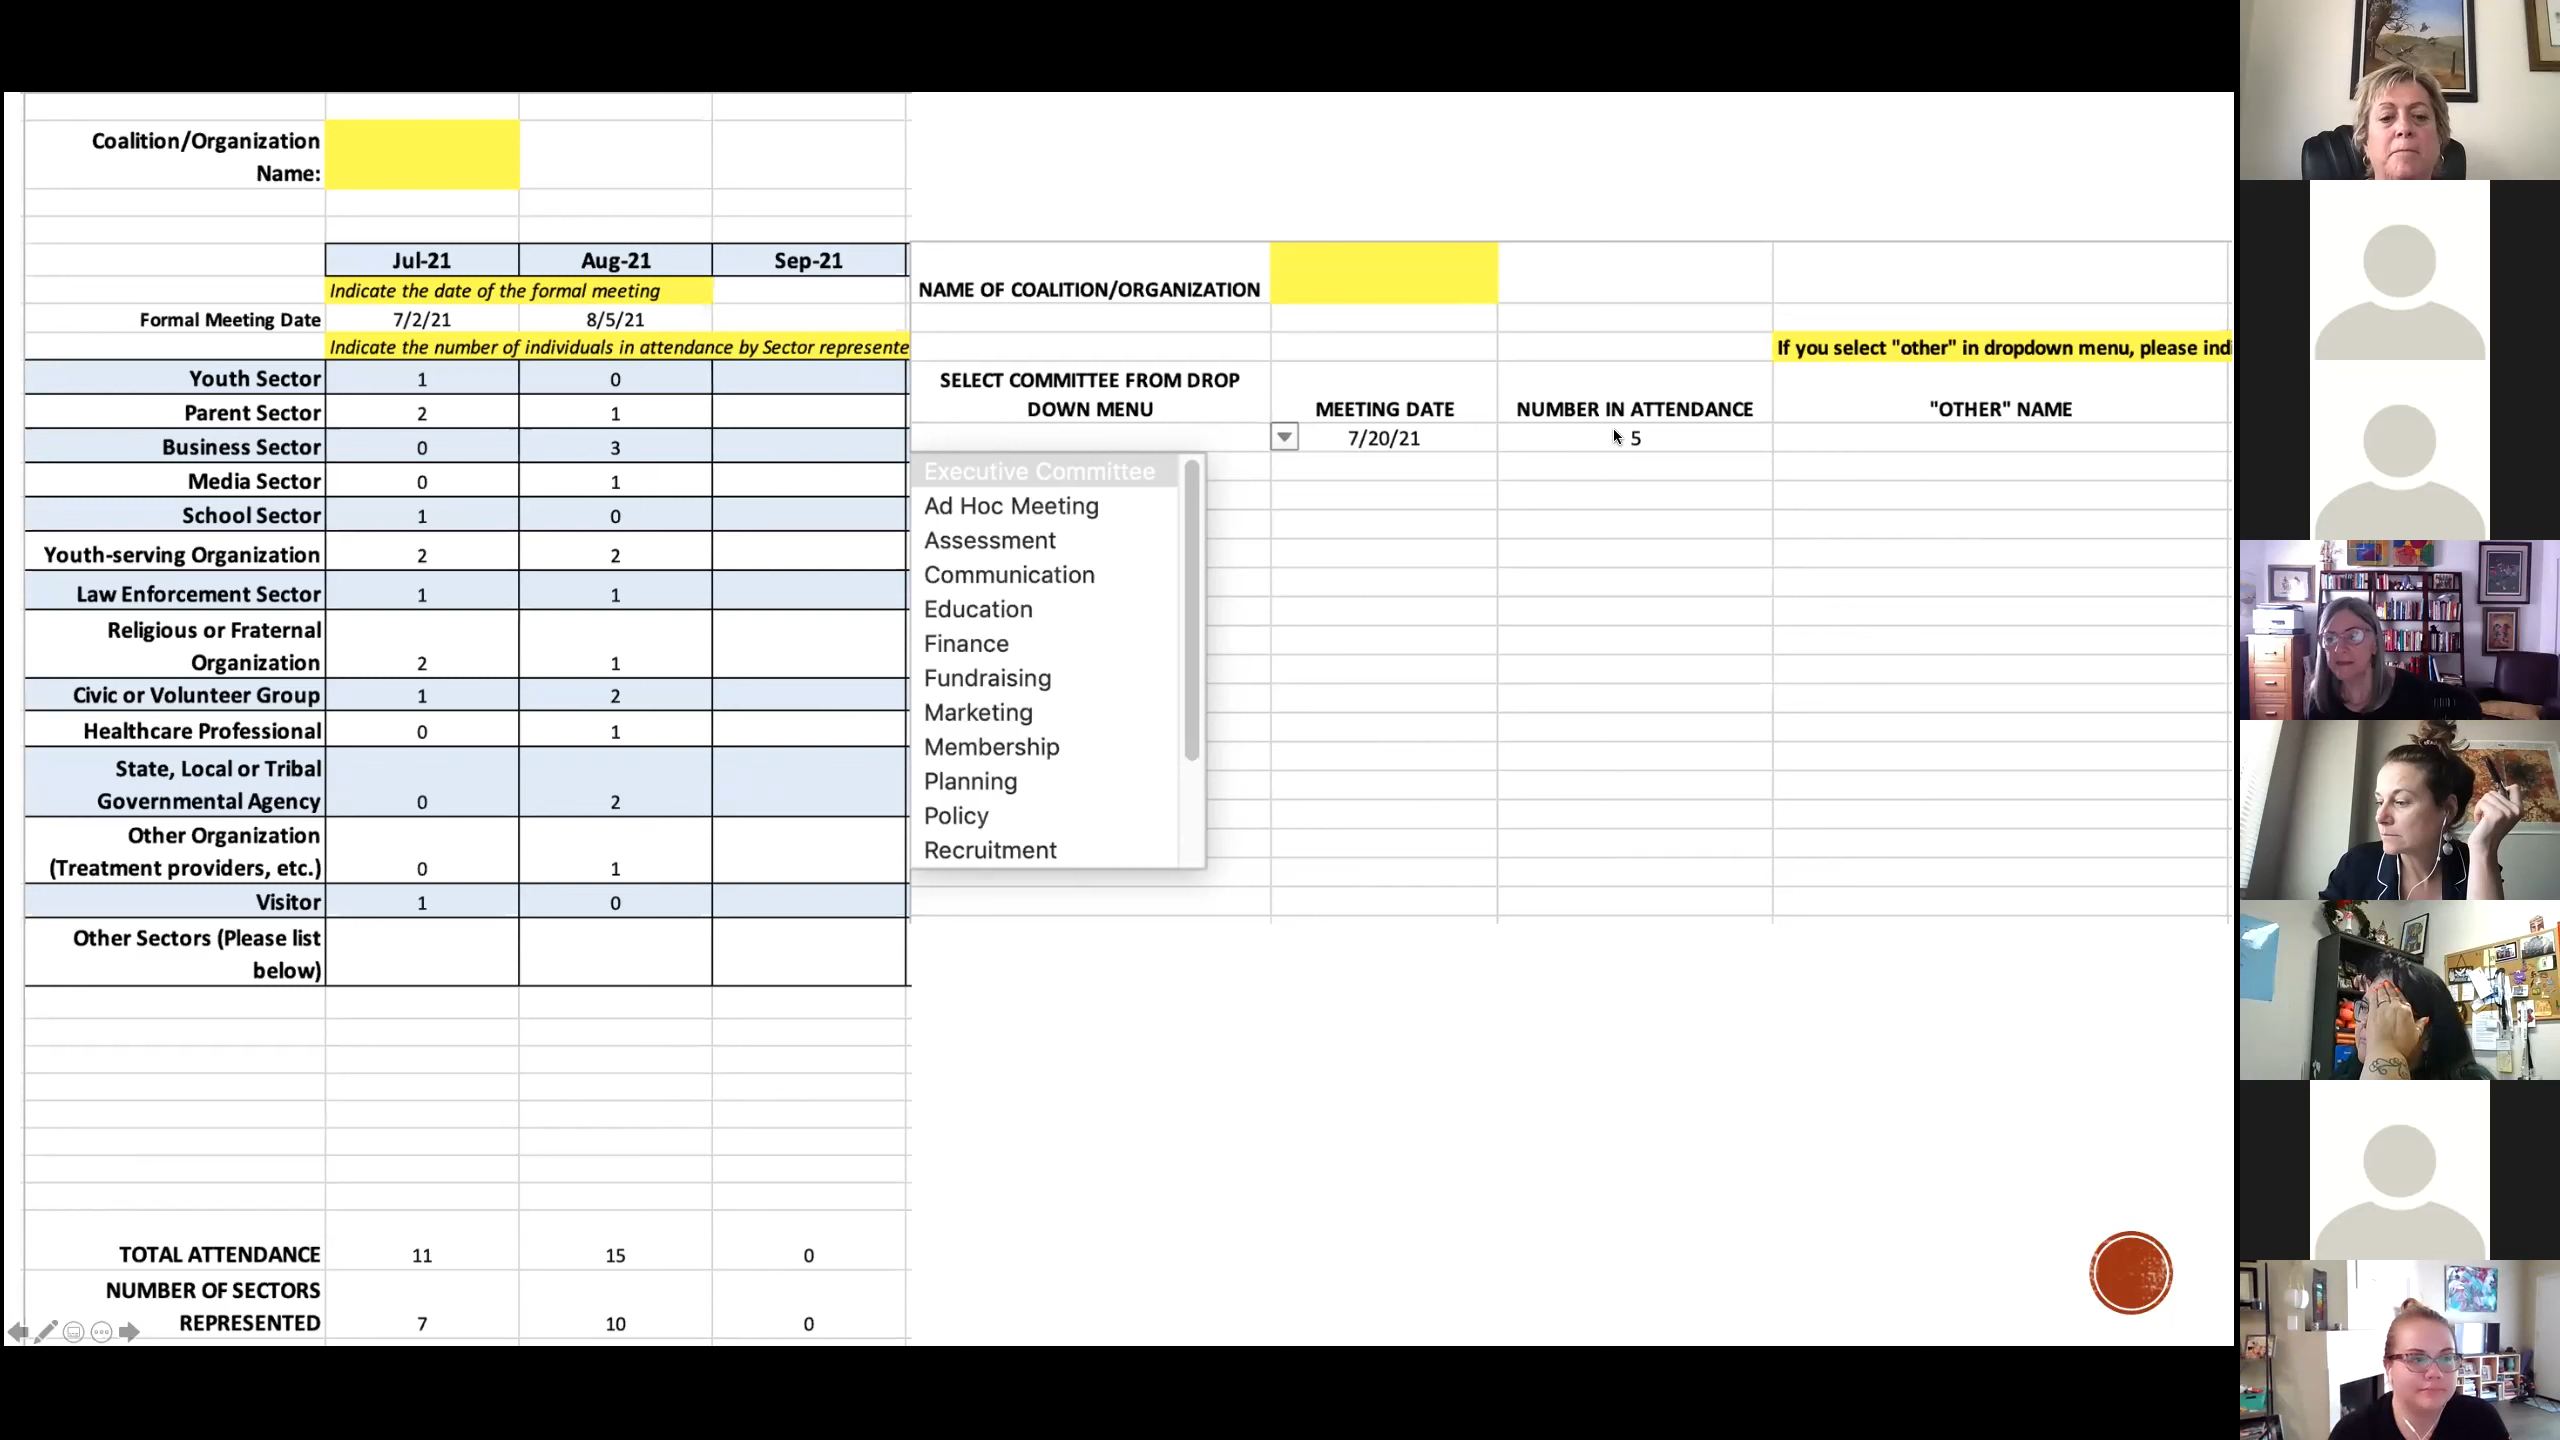 Coalition/Organization
Name:
Jul-21 Aug-21 Sep-21
Indicate the date of the formal meeting
Formal Meeting Date 7/2/21 8/5/21
Indicate the number of individuals in attendance by Sector represente
Youth Sector 1 0
Parent Sector 2 1
Business Sector 0 3
Media Sector 0 1
School Sector 1 0
Youth-serving Organization 2 2
Law Enforcement Sector 1 1
Religious or Fraternal
Organization 2 1
Civic or Volunteer Group 1 2
Healthcare Professional 0 1
State, Local or Tribal
Governmental Agency 0 2
Other Organization
(Treatment providers, etc.) 0 1
Visitor 1 0
Other Sectors (Please list
below)
TOTAL ATTENDANCE 11 15 0
NUMBER OF SECTORS
REPRESENTED 7 10 0
NAME OF COALITION/ORGANIZATION
If you select "other" in dropdown menu, please indi
SELECT COMMITTEE FROM DROP
DOWN MENU MEETING DATE NUMBER IN ATTENDANCE "OTHER" NAME
7/20/21 5
Executive Committee
Ad Hoc Meeting
Assessment
Communication
Education
Finance
Fundraising
Marketing
Membership
Planning
Policy
Recruitment